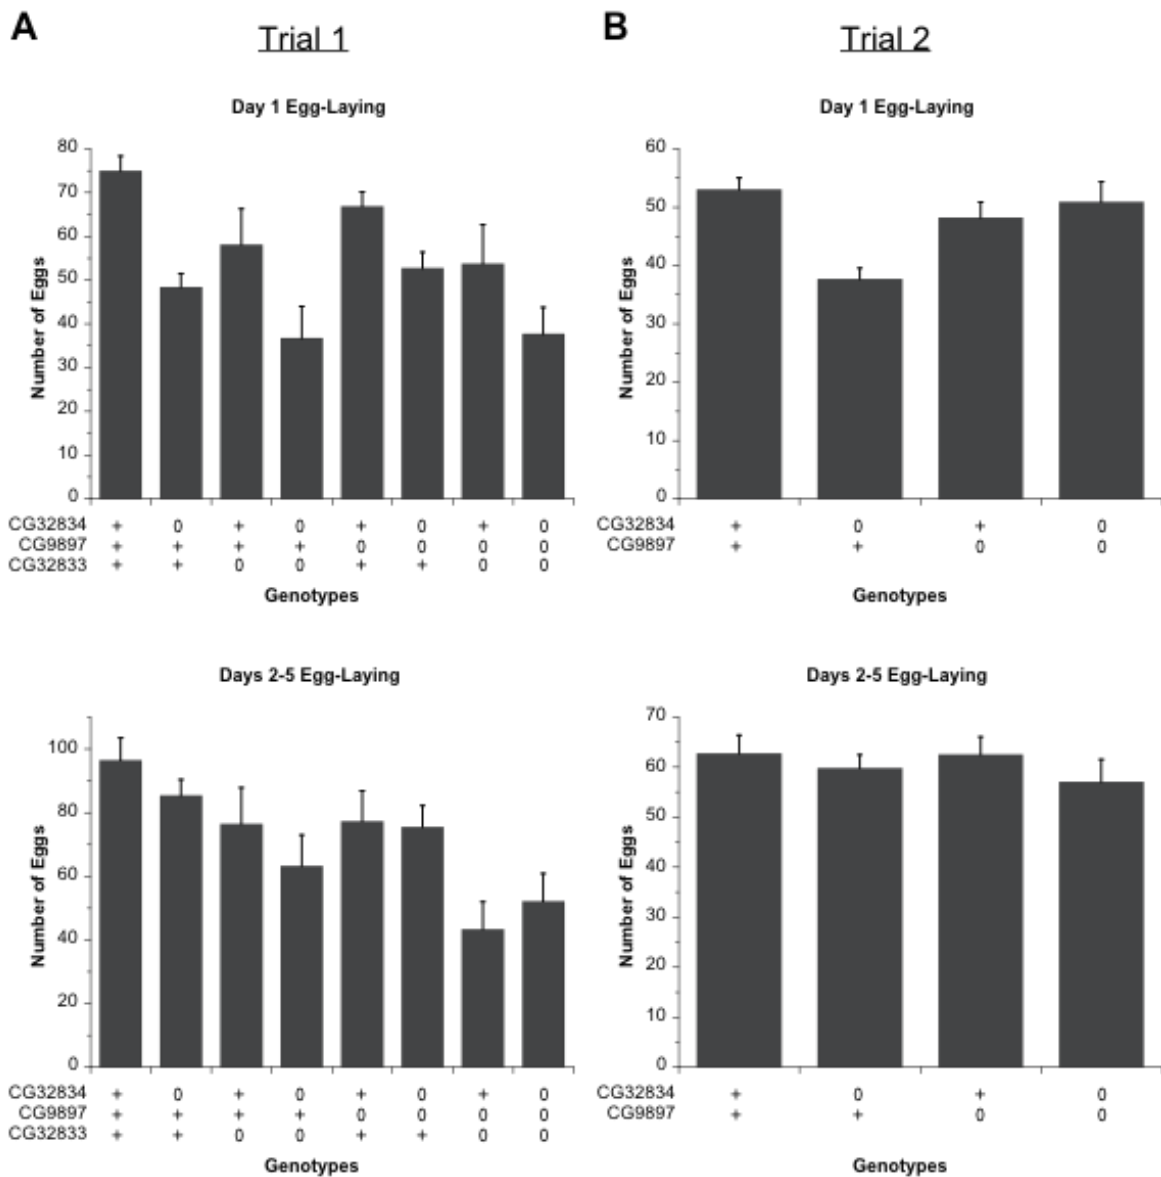 A
Trial 1
Day 1 Egg-Laying
Number of Eggs
80
70
60
50
40
30
20
10
0
CG32834 + 0 + 0 + 0 + 0
CG9897 + + + + 0 0 0 0
CG32833 + + 0 0 + + 0 0
Genotypes
Days 2-5 Egg-Laying
Number of Eggs
100
80
60
40
20
0
CG32834 + 0 + 0 + 0 + 0
CG9897 + + + + 0 0 0 0
CG32833 + + 0 0 + + 0 0
Genotypes
B
Trial 2
Day 1 Egg-Laying
Number of Eggs
60
50
40
30
20
10
0
CG32834 + 0 + 0
CG9897 + + 0 0
Genotypes
Days 2-5 Egg-Laying
Number of Eggs
70
60
50
40
30
20
10
0
CG32834 + 0 + 0
CG9897 + + 0 0
Genotypes